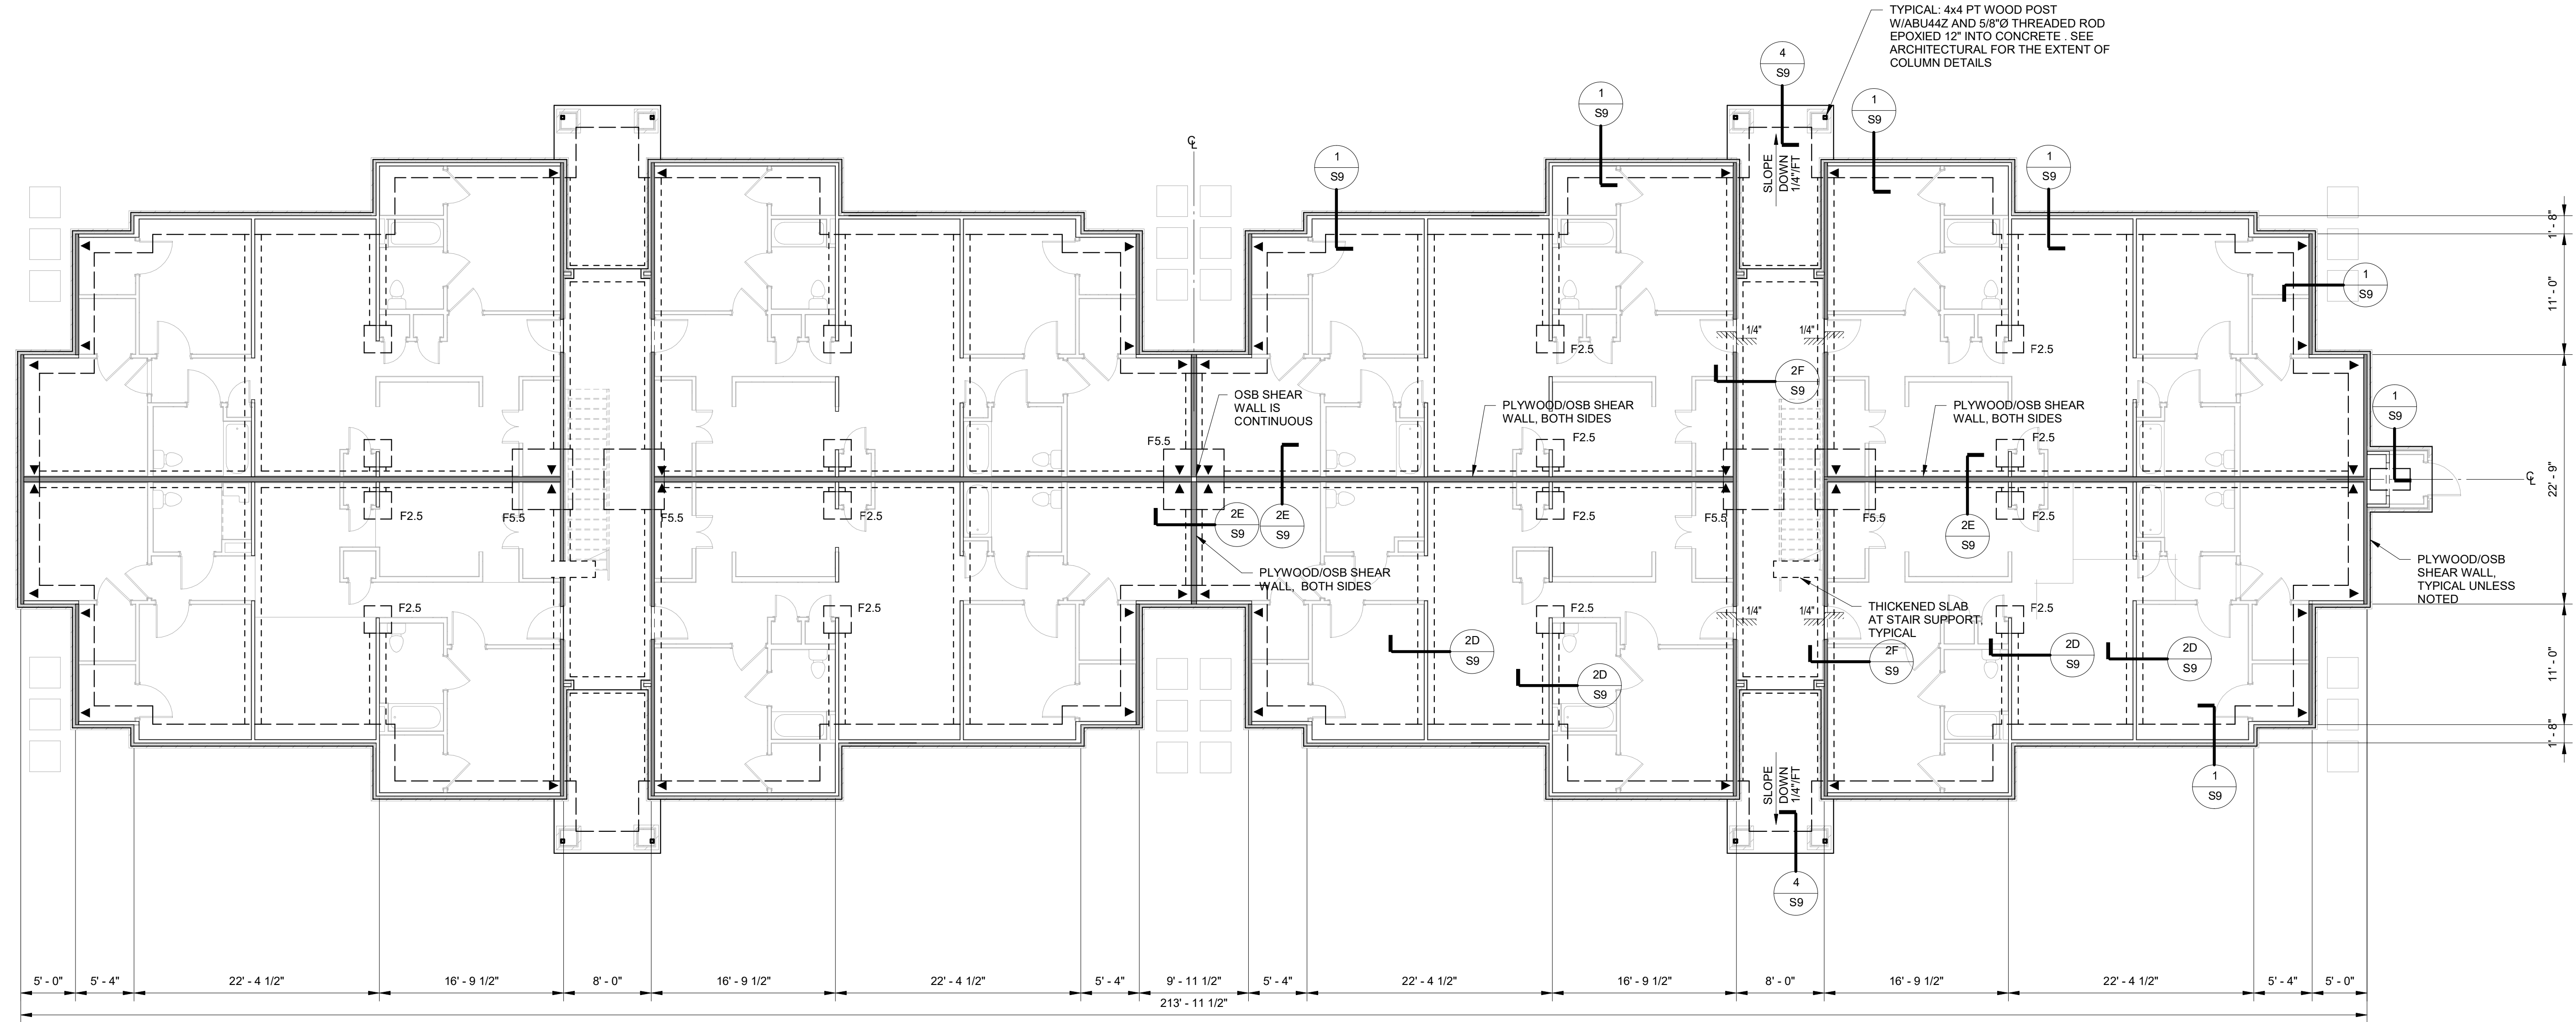 TYPICAL: 4x4 PT WOOD POST
W/ABU44Z AND 5/8"Ø THREADED ROD
EPOXIED 12" INTO CONCRETE . SEE
ARCHITECTURAL FOR THE EXTENT OF
COLUMN DETAILS
4
S9
1
S9
1
S9
1
S9
1
S9
℄
SLOPE
DOWN
1/4"/FT
1' - 8"
11' - 0"
1
S9
1/4"
1/4"
F2.5
F2.5
2F
S9
OSB SHEAR
WALL IS
CONTINUOUS
PLYWOOD/OSB SHEAR
WALL, BOTH SIDES
PLYWOOD/OSB SHEAR
WALL, BOTH SIDES
1
S9
F5.5
F2.5
F2.5
22' - 9"
℄
F2.5
F5.5
F5.5
F2.5
2E
S9
2E
S9
F2.5
F5.5
F5.5
2E
S9
F2.5
PLYWOOD/OSB SHEAR
WALL,  BOTH SIDES
PLYWOOD/OSB
SHEAR WALL,
TYPICAL UNLESS
NOTED
F2.5
F2.5
F2.5
1/4"
1/4"
THICKENED SLAB
AT STAIR SUPPORT,
TYPICAL
F2.5
2D
S9
2D
S9
2F
S9
2D
S9
2D
S9
11' - 0"
1' - 8"
SLOPE
DOWN
1/4"/FT
1
S9
4
S9
5' - 0"
5' - 4"
22' - 4 1/2"
16' - 9 1/2"
8' - 0"
16' - 9 1/2"
22' - 4 1/2"
5' - 4"
9' - 11 1/2"
5' - 4"
22' - 4 1/2"
16' - 9 1/2"
8' - 0"
16' - 9 1/2"
22' - 4 1/2"
5' - 4"
5' - 0"
213' - 11 1/2"